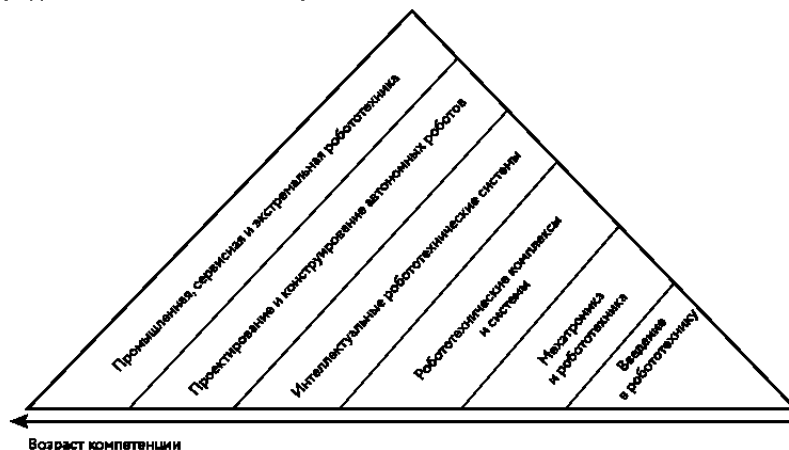 Промышленная, сервисная и экстремальная робототехника
Проектирование и конструирование автономных роботов
Интеллектуальные робототехнические системы
Робототехнические комплексы
и системы
Мехатроника
и робототехника
Введение
в робототехнику
Возраст компетенции